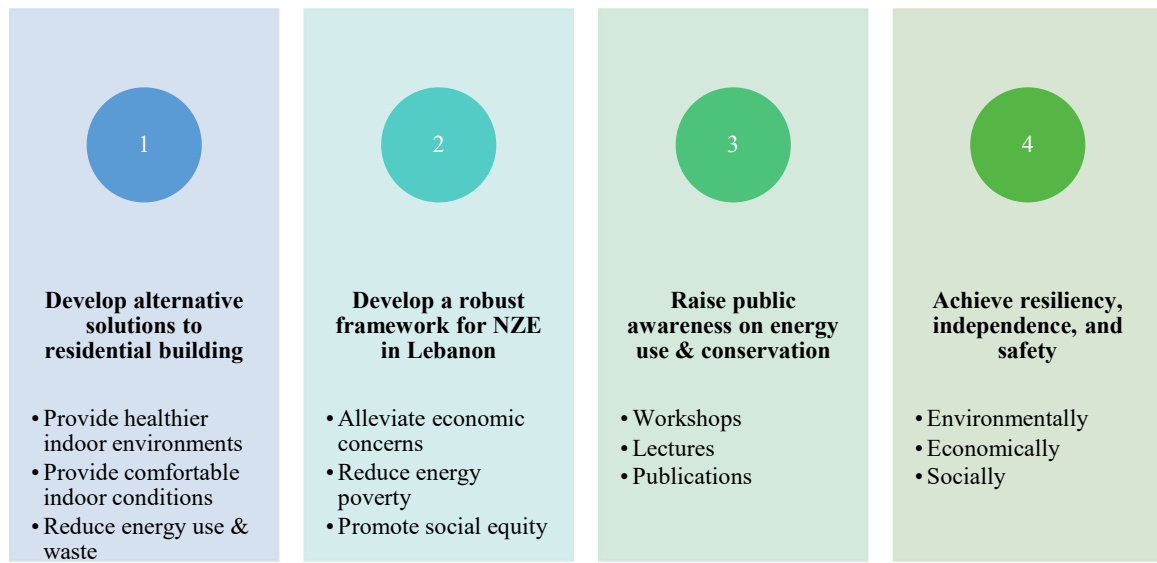 1
Develop alternative
solutions to
residential building
• Provide healthier
indoor environments
• Provide comfortable
indoor conditions
• Reduce energy use &
waste
2
Develop a robust
framework for NZE
in Lebanon
• Alleviate economic
concerns
• Reduce energy
poverty
• Promote social equity
3
Raise public
awareness on energy
use & conservation
• Workshops
• Lectures
• Publications
4
Achieve resiliency,
independence, and
safety
• Environmentally
• Economically
• Socially